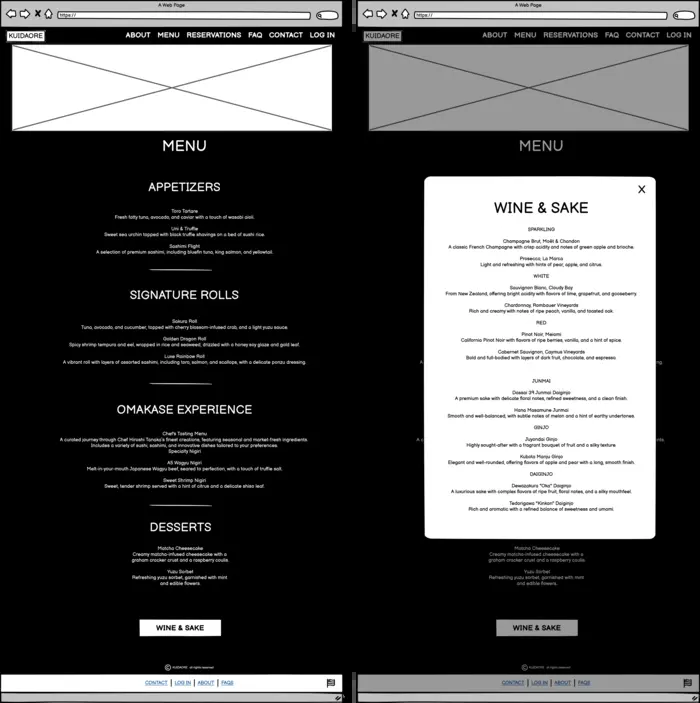 A Web Page
https://
KUIDAORE
ABOUT MENU RESERVATIONS FAQ CONTACT LOG IN
MENU
APPETIZERS
Toro Tartare
Fresh fatty tuna, avocado, and caviar with a touch of wasabi aioli.
Uni & Truffle
Sweet sea urchin topped with black truffle shavings on a bed of sushi rice.
Sashimi Flight
A selection of premium sashimi, including bluefin tuna, king salmon, and yellowtail.
SIGNATURE ROLLS
Sakura Roll
Tuna, avocado, and cucumber, topped with cherry blossom-infused crab, and a light yuzu sauce.
Golden Dragon Roll
Spicy shrimp tempura and eel, wrapped in rice and seaweed, drizzled with a honey soy glaze and gold leaf.
Luxe Rainbow Roll
A vibrant roll with layers of assorted sashimi, including toro, salmon, and scallops, with a delicate ponzu dressing.
OMAKASE EXPERIENCE
Chef's Tasting Menu
A curated journey through Chef Hiroshi Tanaka's finest creations, featuring seasonal and market-fresh ingredients.
Includes a variety of sushi, sashimi, and innovative dishes tailored to your preferences.
Specialty Nigiri
A5 Wagyu Nigiri
Melt-in-your-mouth Japanese Wagyu beef, seared to perfection, with a touch of truffle salt.
Sweet Shrimp Nigiri
Sweet, tender shrimp served with a hint of citrus and a delicate shiso leaf.
DESSERTS
Matcha Cheesecake
Creamy matcha-infused cheesecake with a
graham cracker crust and a raspberry coulis.
Yuzu Sorbet
Refreshing yuzu sorbet, garnished with mint
and edible flowers.
WINE & SAKE
© KUIDAORE all rights reserved
CONTACT | LOG IN | ABOUT | FAQS
A Web Page
https://
KUIDAORE
ABOUT MENU RESERVATIONS FAQ CONTACT LOG IN
MENU
X
WINE & SAKE
SPARKLING
Champagne Brut, Moët & Chandon
A classic French Champagne with crisp acidity and notes of green apple and brioche.
Prosecco, La Marca
Light and refreshing with hints of pear, apple, and citrus.
WHITE
Sauvignon Blanc, Cloudy Bay
From New Zealand, offering bright acidity with flavors of lime, grapefruit, and gooseberry.
Chardonnay, Rombauer Vineyards
Rich and creamy with notes of ripe peach, vanilla, and toasted oak.
RED
Pinot Noir, Meiomi
California Pinot Noir with flavors of ripe berries, vanilla, and a hint of spice.
Cabernet Sauvignon, Caymus Vineyards
Bold and full-bodied with layers of dark fruit, chocolate, and espresso.
JUNMAI
Dassai 39 Junmai Daiginjo
A premium sake with delicate floral notes, refined sweetness, and a clean finish.
Hana Masamune Junmai
Smooth and well-balanced, with subtle notes of melon and a hint of earthy undertones.
GINJO
Juyondai Ginjo
Highly sought-after with a fragrant bouquet of fruit and a silky texture
Kubota Manju Ginjo
Elegant and well-rounded, offering flavors of apple and pear with a long, smooth finish.
DAIGINJO
Dewazakura "Oka" Daiginjo
A luxurious sake with complex flavors of ripe fruit, floral notes, and a silky mouthfeel.
Tedorigawa "Kinkan" Daiginjo
Rich and aromatic with a refined balance of sweetness and umami.
Matcha Cheesecake
Creamy matcha-infused cheesecake with a
graham cracker crust and a raspberry coulis.
Yuzu Sorbet
Refreshing yuzu sorbet, garnished with mint
and edible flowers.
WINE & SAKE
© KUIDAORE all rights reserved
CONTACT | LOG IN | ABOUT | FAQS